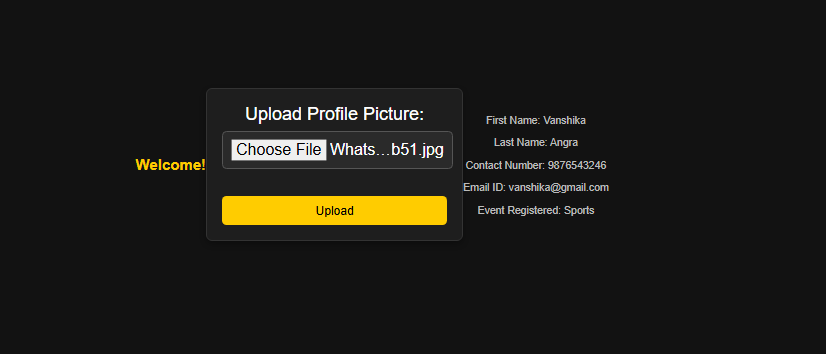 Welcome!
Upload Profile Picture:
Choose File Whats…b51.jpg
Upload
First Name: Vanshika
Last Name: Angra
Contact Number: 9876543246
Email ID: vanshika@gmail.com
Event Registered: Sports